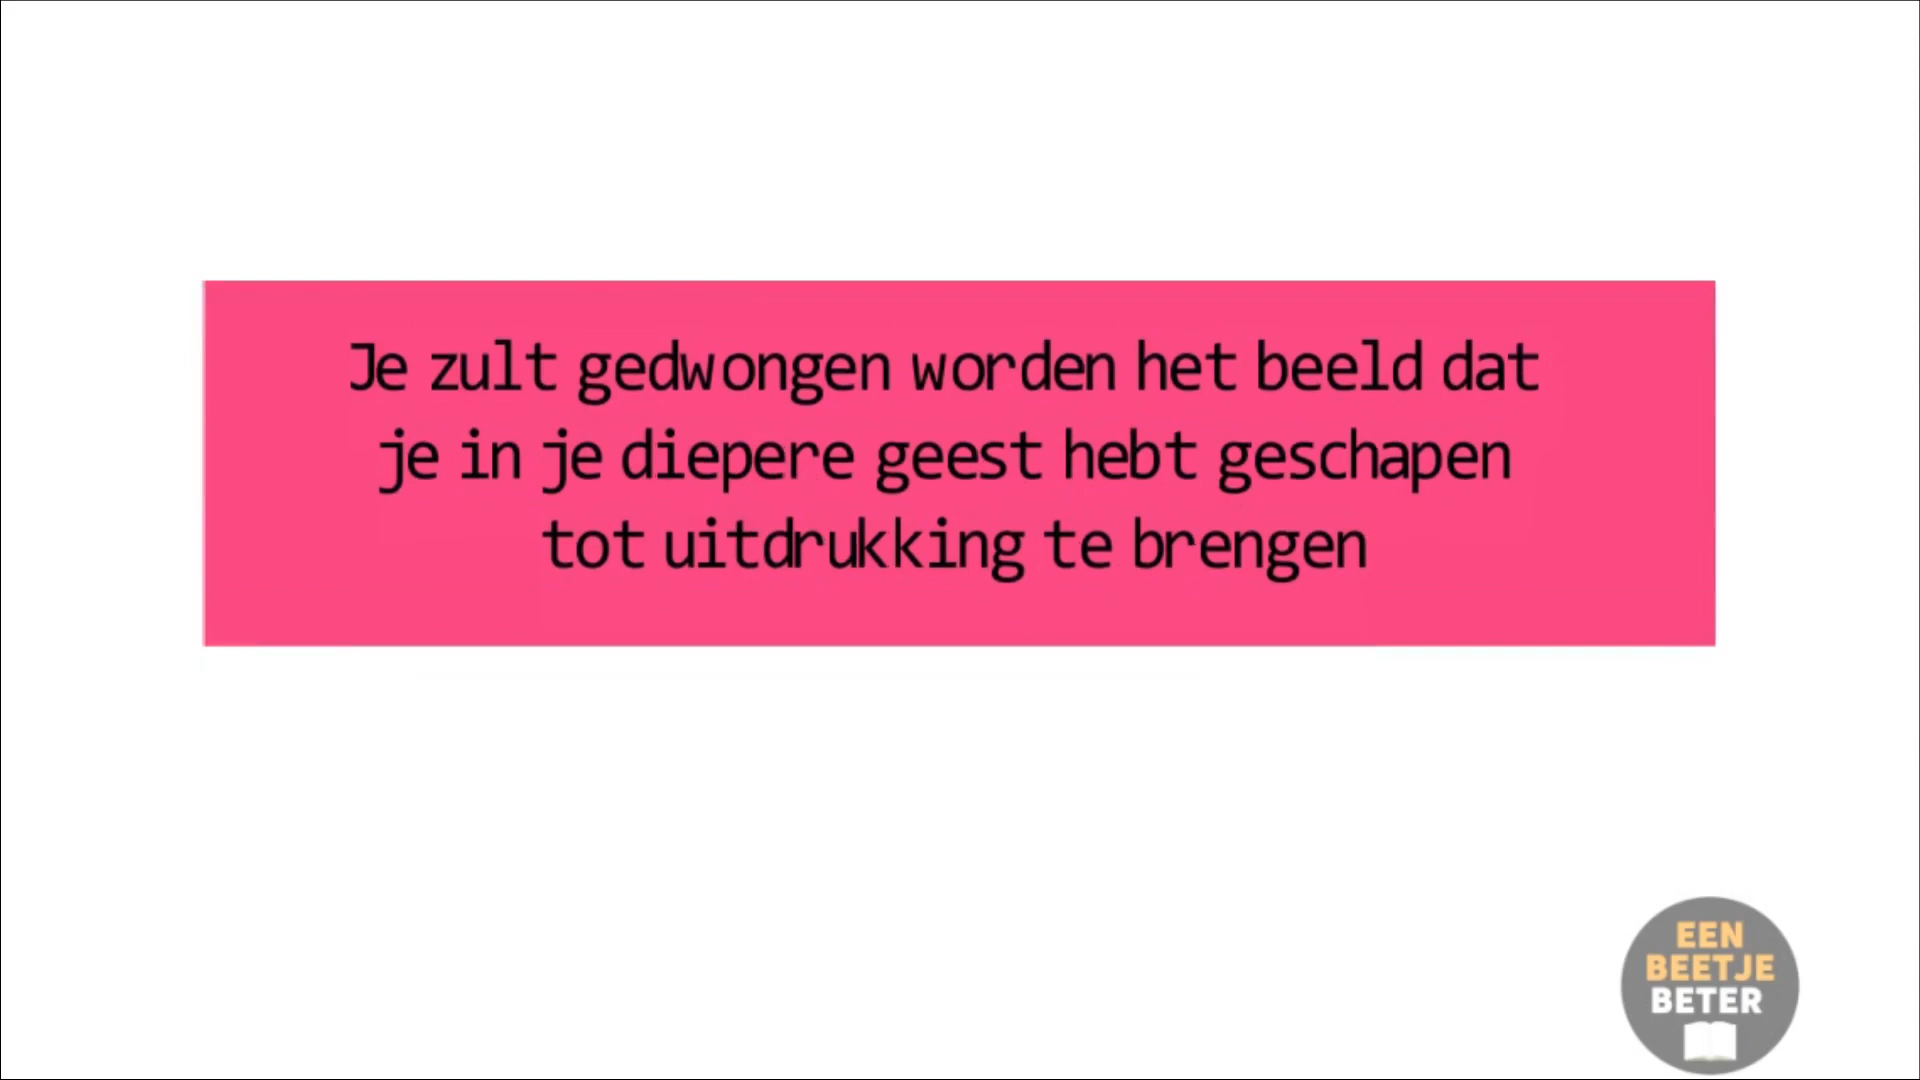 Je zult gedwongen worden het beeld dat
je in je diepere geest hebt geschapen
tot uitdrukking te brengen
EEN
BEETJE
BETER